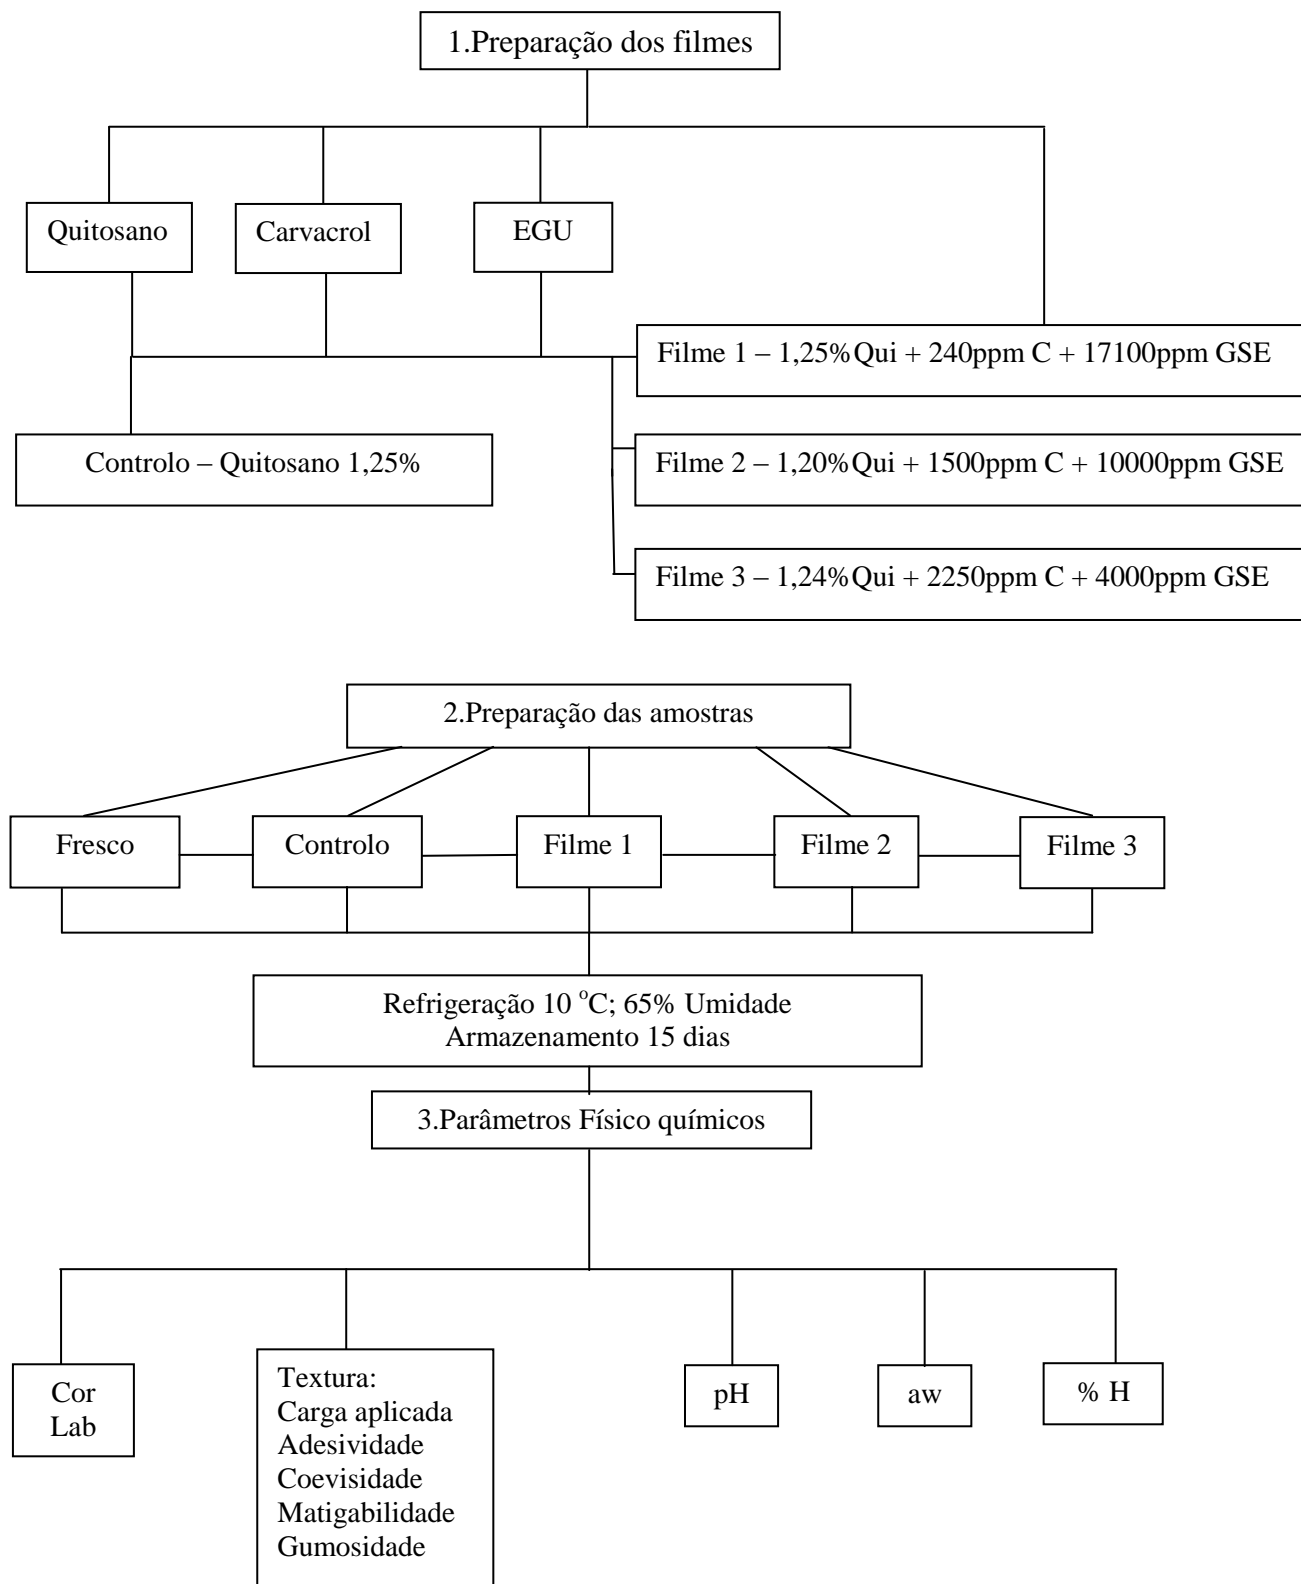 1.Preparação dos filmes
Quitosano
Carvacrol
EGU
Filme 1 – 1,25%Qui + 240ppm C + 17100ppm GSE
Controlo – Quitosano 1,25%
Filme 2 – 1,20%Qui + 1500ppm C + 10000ppm GSE
Filme 3 – 1,24%Qui + 2250ppm C + 4000ppm GSE
2.Preparação das amostras
Fresco
Controlo
Filme 1
Filme 2
Filme 3
Refrigeração 10 °C; 65% Umidade
Armazenamento 15 dias
3.Parâmetros Físico químicos
Cor
Lab
Textura:
Carga aplicada
Adesividade
Coevisidade
Matigabilidade
Gumosidade
pH
aw
% H